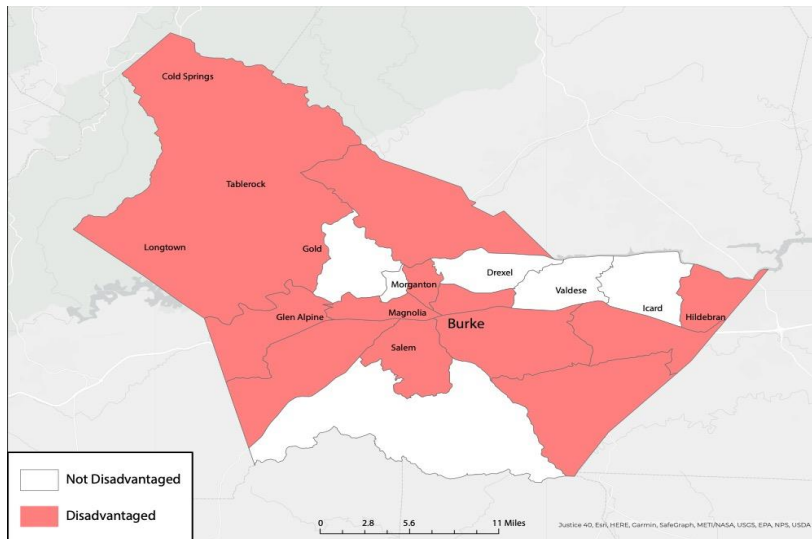 Cold Springs
Tablerock
Longtown
Gold
Morganton
Drexel
Valdese
Icard
Hildebran
Glen Alpine
Magnolia
Burke
Salem
Not Disadvantaged
Disadvantaged
0 2.8 5.6 11 Miles
Justice 40, Esri, HERE, Garmin, SafeGraph, METI/NASA, USGS, EPA, NPS, USDA